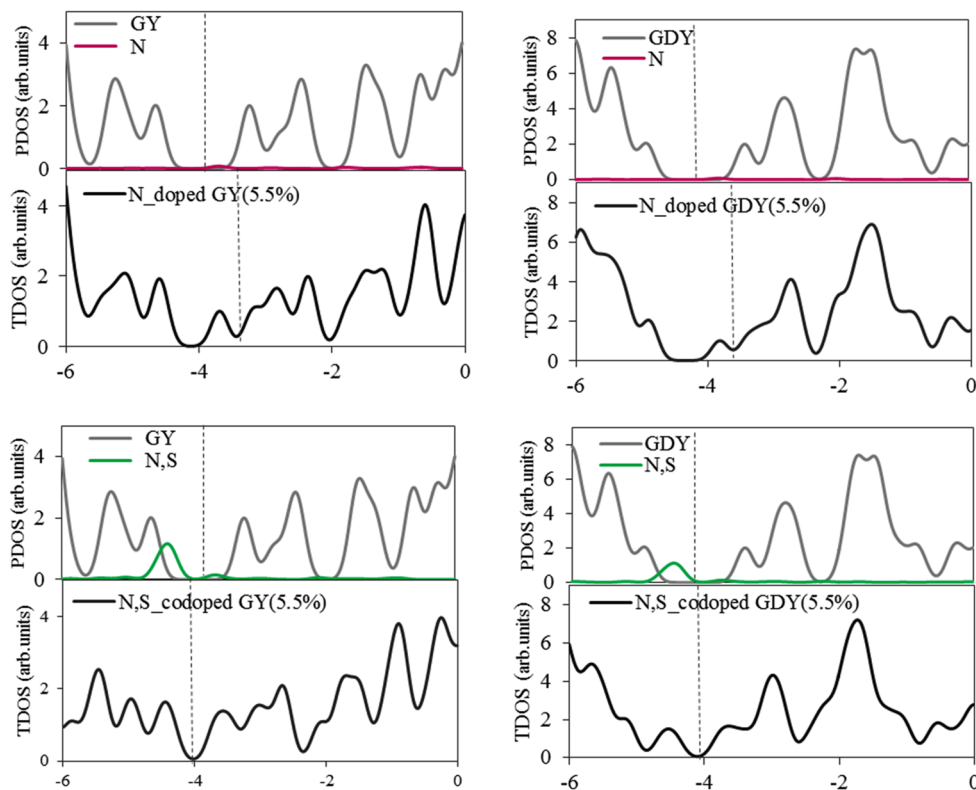 GY
N
4
2
0
PDOS (arb.units)
N_doped GY(5.5%)
4
2
0
TDOS (arb.units)
-6 -4 -2 0
GDY
N
8
6
4
2
0
PDOS (arb.units)
N_doped GDY(5.5%)
8
6
4
2
0
TDOS (arb.units)
-6 -4 -2 0
GY
N,S
4
2
0
PDOS (arb.units)
N,S_codoped GY(5.5%)
4
2
0
TDOS (arb.units)
-6 -4 -2 0
GDY
N,S
8
6
4
2
0
PDOS (arb.units)
N,S_codoped GDY(5.5%)
8
6
4
2
0
TDOS (arb.units)
-6 -4 -2 0